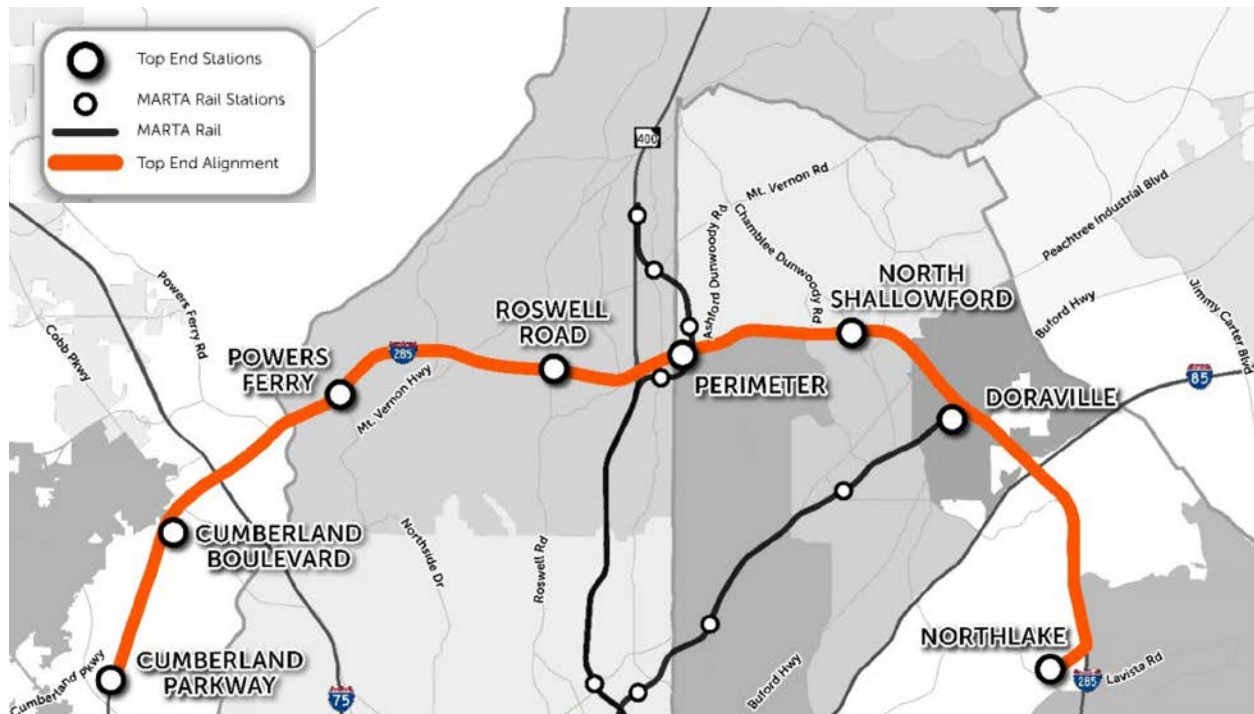 Top End Stations
MARTA Rail Stations
MARTA Rail
Top End Alignment
400
Mt. Vernon Rd
Ashford Dunwoody Rd
Chamblee Dunwoody Rd
Peachtree Industrial Blvd
Jimmy Carter Blvd
Buford Hwy
85
Powers Ferry Rd
Cobb Pkwy
NORTH
SHALLOWFORD
ROSWELL
ROAD
POWERS
FERRY
285
Mt. Vernon Hwy
PERIMETER
DORAVILLE
CUMBERLAND
BOULEVARD
Northside Dr
Roswell Rd
NORTHLAKE
CUMBERLAND
PARKWAY
Cumberland Pkwy
75
Buford Hwy
285
Lavista Rd